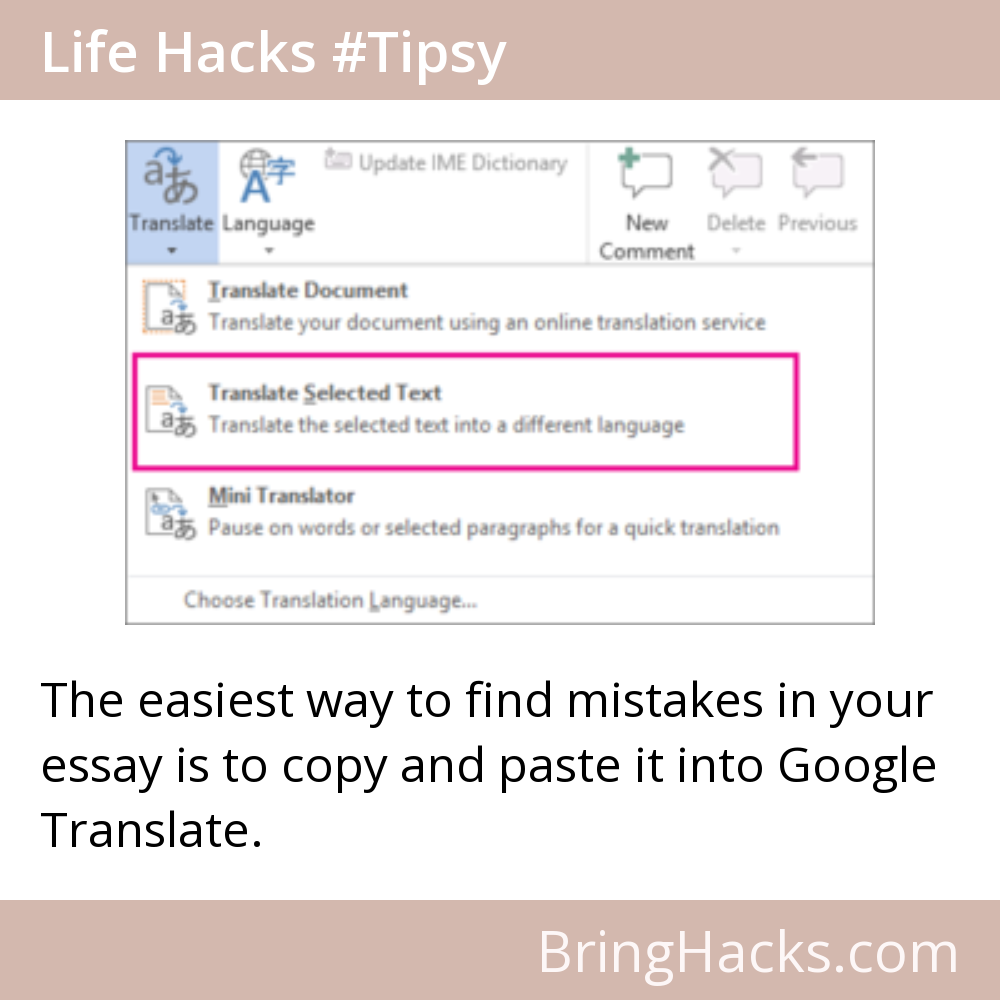 Life Hacks #Tipsy
Update IME Dictionary
Translate Language New Delete Previous
Comment
Translate Document
Translate your document using an online translation service
Translate Selected Text
Translate the selected text into a different language
Mini Translator
Pause on words or selected paragraphs for a quick translation
Choose Translation Language...
The easiest way to find mistakes in your
essay is to copy and paste it into Google
Translate.
BringHacks.com